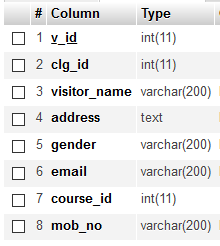 # Column Type
1 v_id int(11)
2 clg_id int(11)
3 visitor_name varchar(200)
4 address text
5 gender varchar(200)
6 email varchar(200)
7 course_id int(11)
8 mob_no varchar(200)